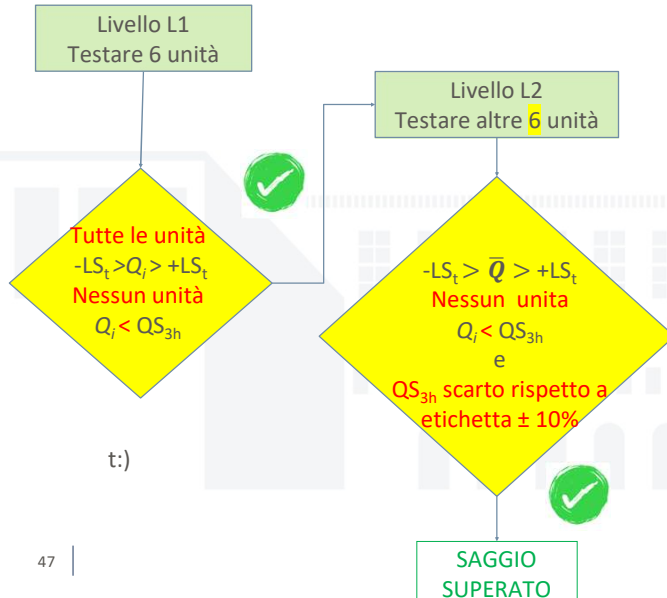 Livello L1
Testare 6 unità
Livello L2
Testare altre 6 unità
Tutte le unità
-LSₜ >Qᵢ > +LSₜ
Nessun unità
Qᵢ < QS₃ₕ
-LSₜ > Q̅ > +LSₜ
Nessun unita
Qᵢ < QS₃ₕ
e
QS₃ₕ scarto rispetto a
etichetta ± 10%
t:)
47
SAGGIO
SUPERATO